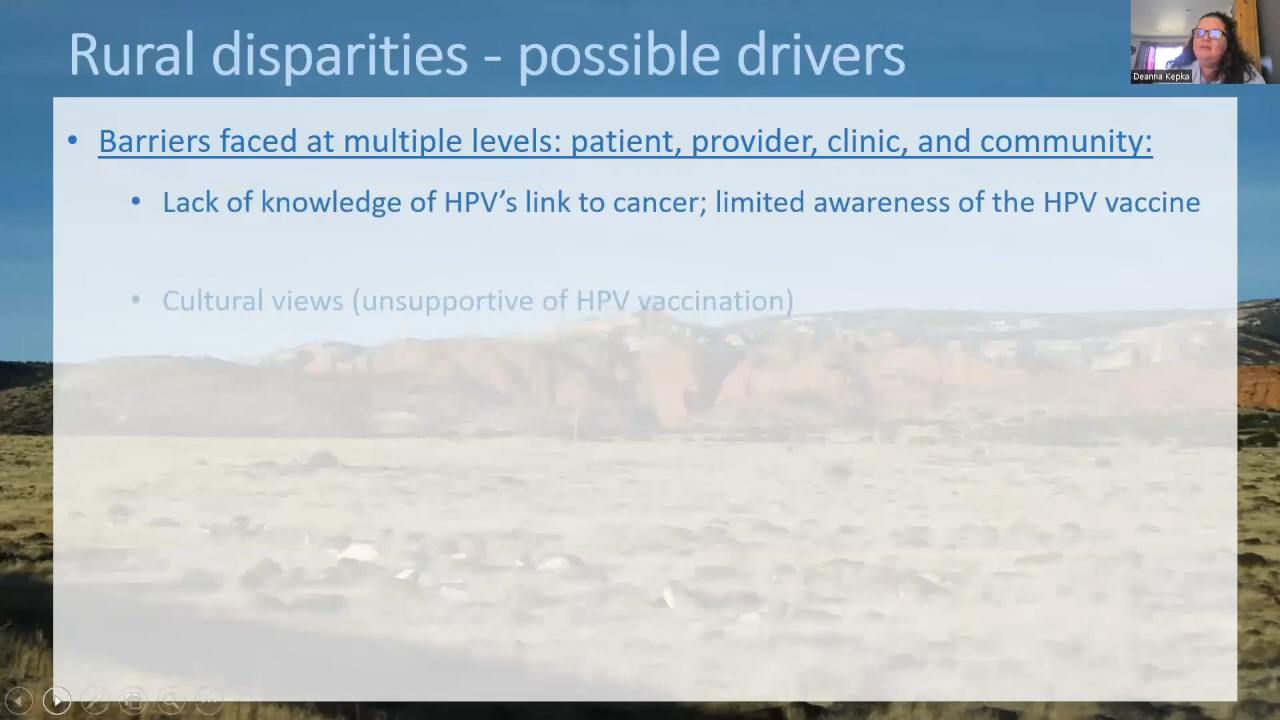 Rural disparities - possible drivers
Deanna Kepka
• Barriers faced at multiple levels: patient, provider, clinic, and community:
• Lack of knowledge of HPV’s link to cancer; limited awareness of the HPV vaccine
• Cultural views (unsupportive of HPV vaccination)